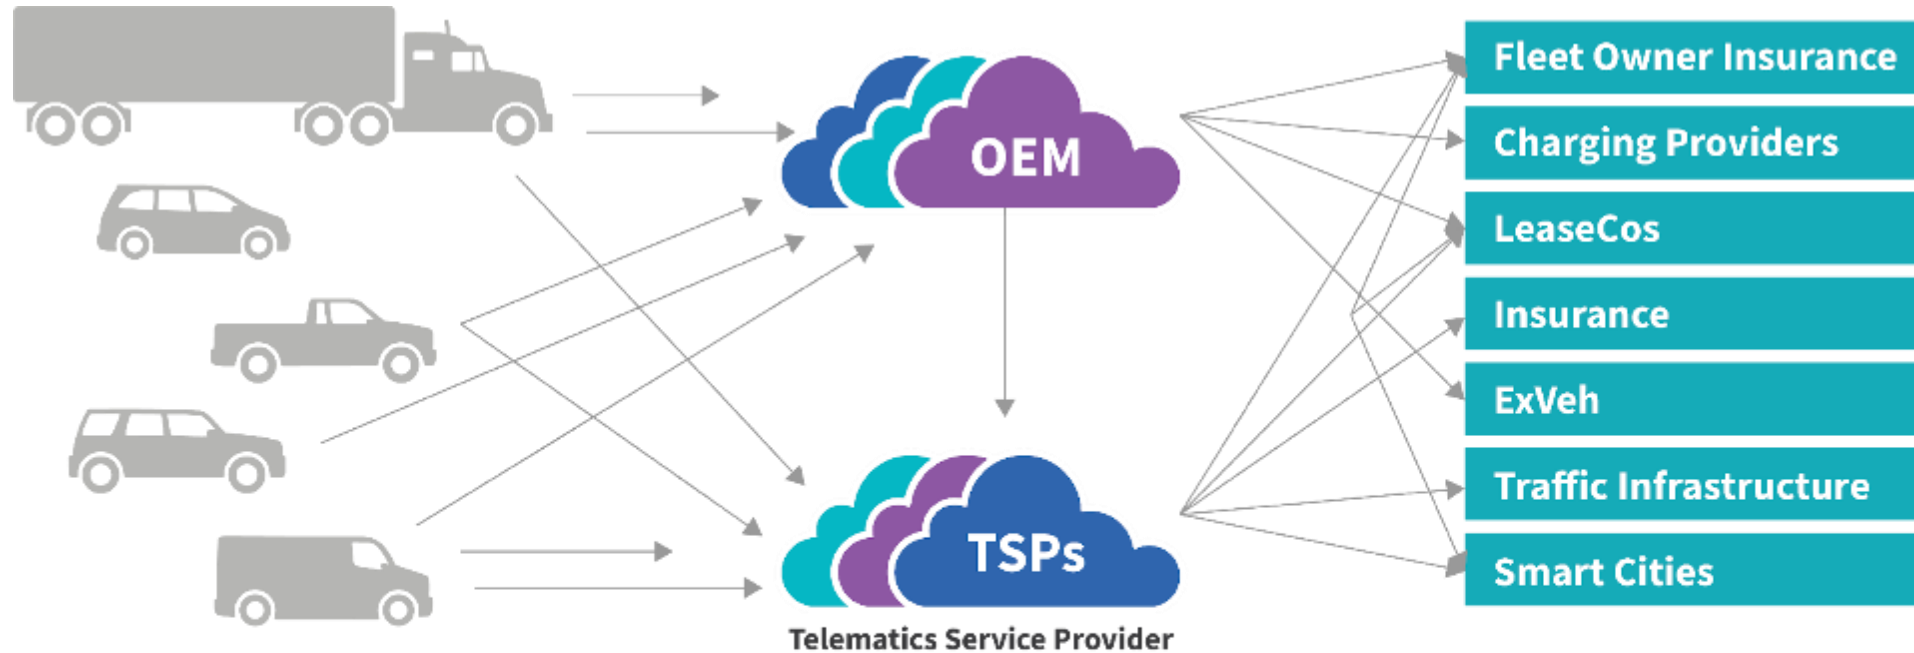 OEM
TSPs
Telematics Service Provider
Fleet Owner Insurance
Charging Providers
LeaseCos
Insurance
ExVeh
Traffic Infrastructure
Smart Cities